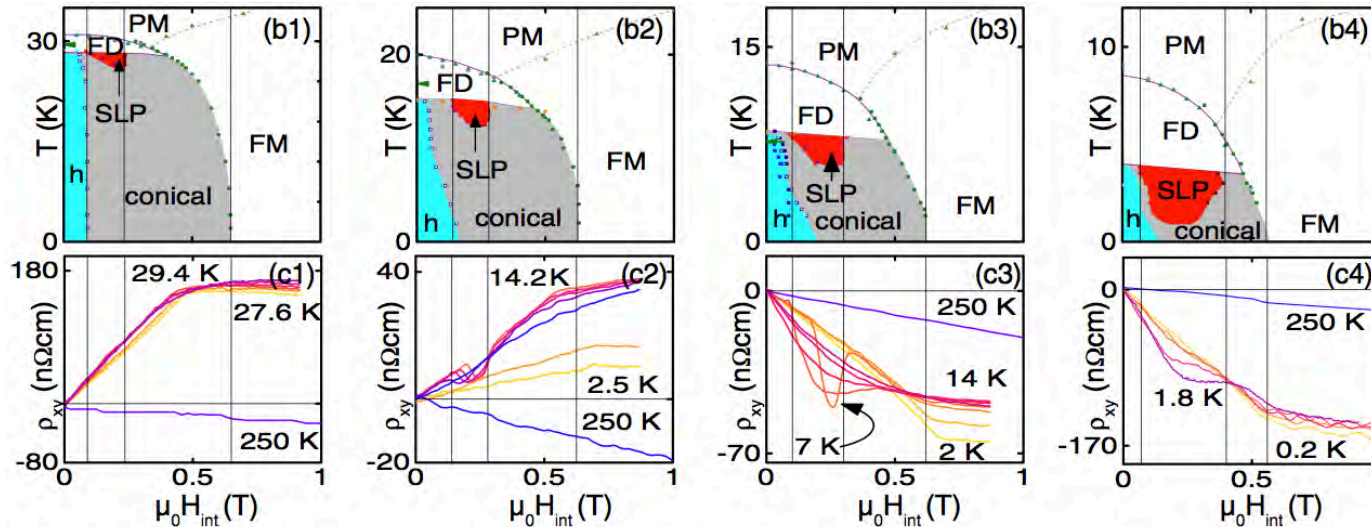 (b1)
30
0
T (K)
PM
FD
SLP
h
conical
FM
(b2)
20
0
T (K)
PM
FD
SLP
h
conical
FM
(b3)
15
0
T (K)
PM
FD
SLP
h
conical
FM
(b4)
10
0
T (K)
PM
FD
SLP
h
conical
FM
(c1)
180
-80
ρxy (nΩcm)
29.4 K
27.6 K
250 K
0 0.5 1
μ0Hint (T)
(c2)
40
-20
ρxy (nΩcm)
14.2K
2.5 K
250 K
0 0.5 1
μ0Hint (T)
(c3)
0
-70
ρxy (nΩcm)
250 K
14 K
7 K
2 K
0 0.5 1
μ0Hint (T)
(c4)
0
-170
ρxy (nΩcm)
250 K
1.8 K
0.2 K
0 0.5
μ0Hint (T)